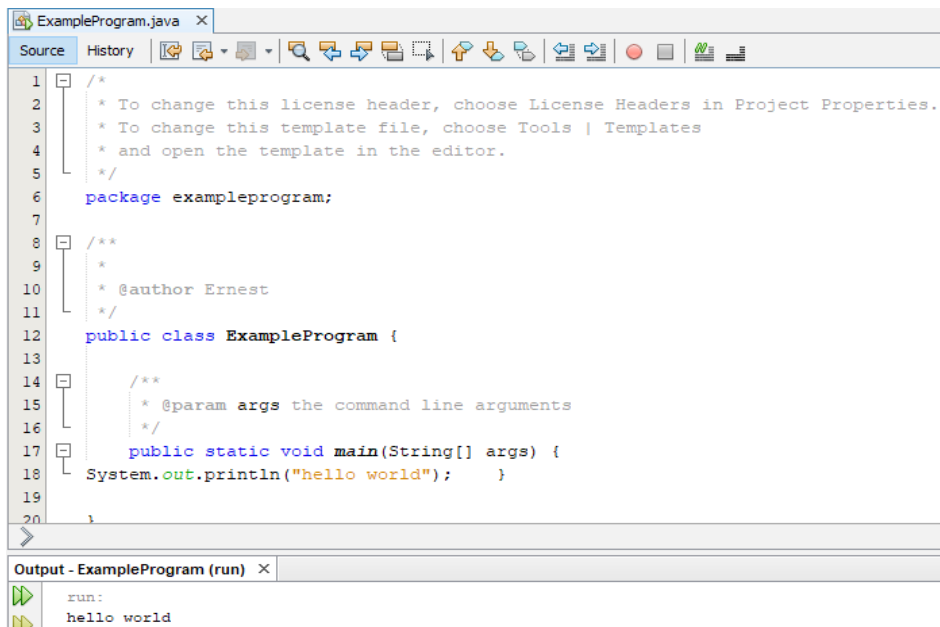 ExampleProgram.java
Source History
1 /*
2 * To change this license header, choose License Headers in Project Properties.
3 * To change this template file, choose Tools | Templates
4 * and open the template in the editor.
5 */
6 package exampleprogram;
7
8 /**
9 *
10 * @author Ernest
11 */
12 public class ExampleProgram {
13
14 /**
15 * @param args the command line arguments
16 */
17 public static void main(String[] args) {
18 System.out.println("hello world"); }
19
20 }
Output - ExampleProgram (run)
run:
hello world